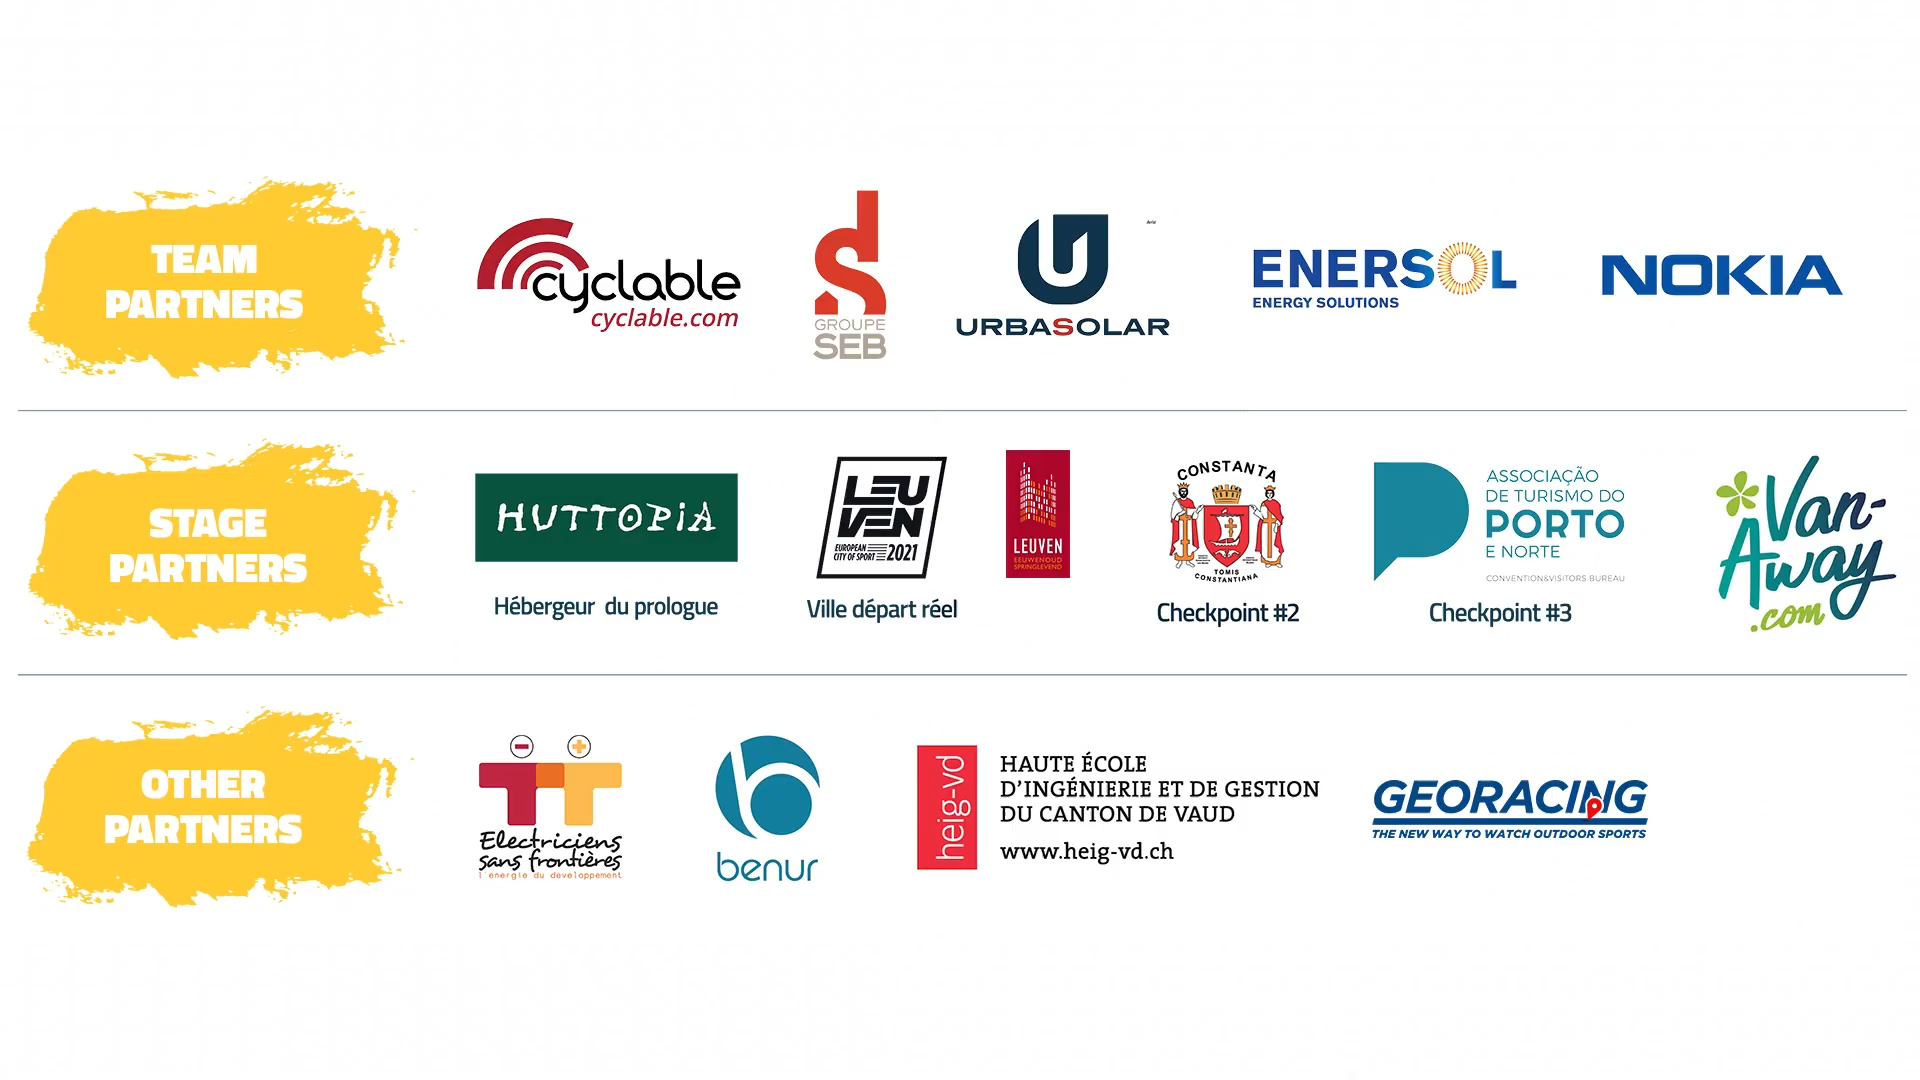 TEAM
PARTNERS
cyclable
cyclable.com
GROUPE
SEB
URBASOLAR
ENERSOL
ENERGY SOLUTIONS
NOKIA
STAGE
PARTNERS
HUTTOPIA
Hébergeur du prologue
LEU
VEN
EUROPEAN
CITY OF SPORT 2021
Ville départ réel
LEUVEN
EEUWENOUD
SPRINGLEVEND
CONSTANTA
TOMIS
CONSTANTIANA
Checkpoint #2
ASSOCIAÇÃO
DE TURISMO DO
PORTO
E NORTE
CONVENTION&VISITORS BUREAU
Checkpoint #3
Van-
Away
.com
OTHER
PARTNERS
Electriciens
sans frontières
l'énergie du développement
benur
heig-vd
HAUTE ÉCOLE
D'INGÉNIERIE ET DE GESTION
DU CANTON DE VAUD
www.heig-vd.ch
GEORACING
THE NEW WAY TO WATCH OUTDOOR SPORTS